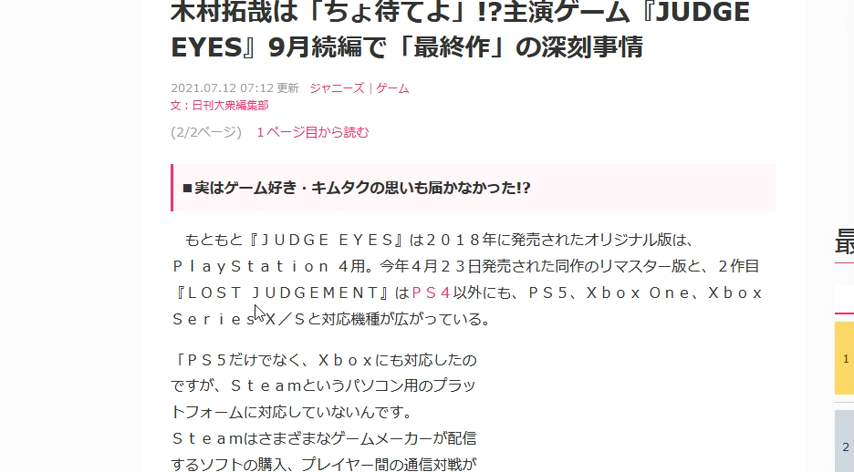 木村拓哉は「ちょ待てよ」!?主演ゲーム『JUDGE
EYES』9月続編で「最終作」の深刻事情
2021.07.12 07:12 更新　ジャニーズ | ゲーム
文：日刊大衆編集部
(2/2ページ)　１ページ目から読む
■実はゲーム好き・キムタクの思いも届かなかった!?
　もともと『ＪＵＤＧＥ ＥＹＥＳ』は２０１８年に発売されたオリジナル版は、
ＰｌａｙＳｔａｔｉｏｎ ４用。今年４月２３日発売された同作のリマスター版と、２作目
『ＬＯＳＴ ＪＵＤＧＥＭＥＮＴ』はＰＳ４以外にも、ＰＳ５、Ｘｂｏｘ Ｏｎｅ、Ｘｂｏｘ
Ｓｅｒｉｅｓ Ｘ／Ｓと対応機種が広がっている。
「ＰＳ５だけでなく、Ｘｂｏｘにも対応したの
ですが、Ｓｔｅａｍというパソコン用のプラッ
トフォームに対応していないんです。
Ｓｔｅａｍはさまざまなゲームメーカーが配信
するソフトの購入、プレイヤー間の通信対戦が
最
1
2